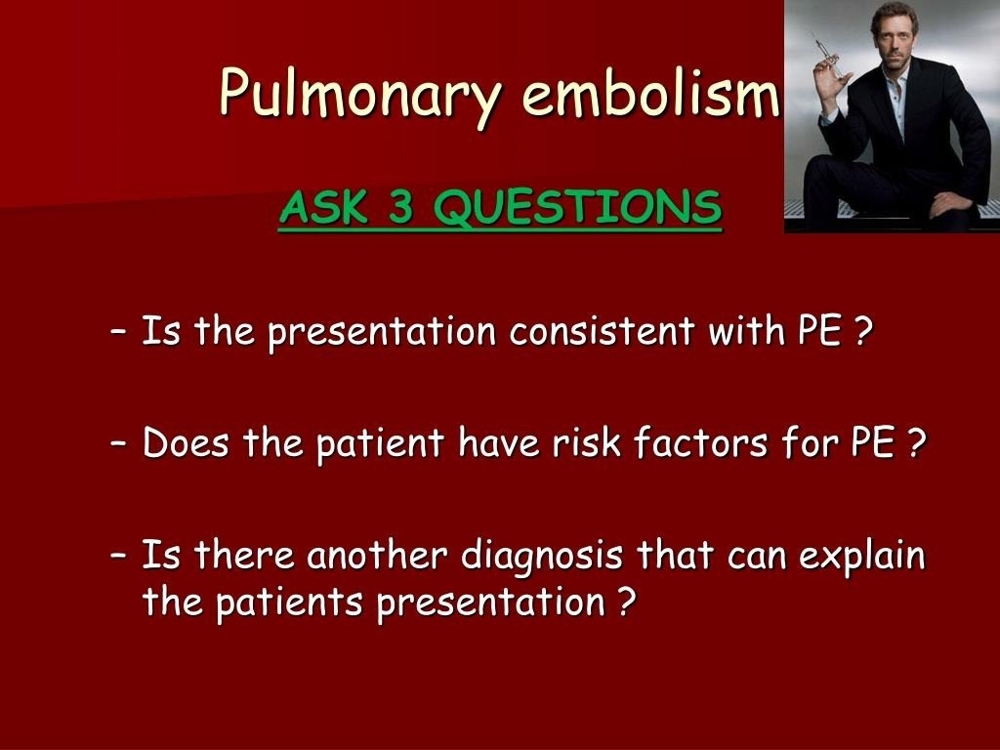 Pulmonary embolism
ASK 3 QUESTIONS
– Is the presentation consistent with PE ?
– Does the patient have risk factors for PE ?
– Is there another diagnosis that can explain
the patients presentation ?